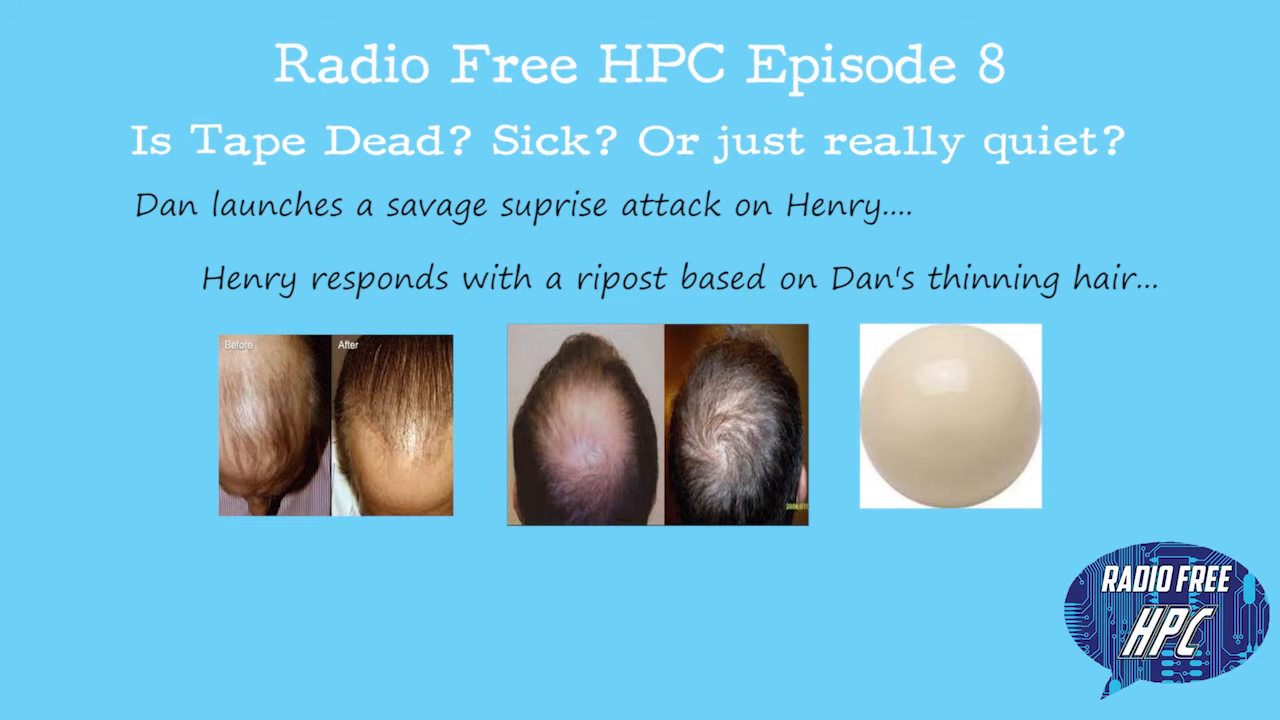 Radio Free HPC Episode 8
Is Tape Dead? Sick? Or just really quiet?
Dan launches a savage suprise attack on Henry....
Henry responds with a ripost based on Dan's thinning hair...
Before
After
RADIO FREE
HPC